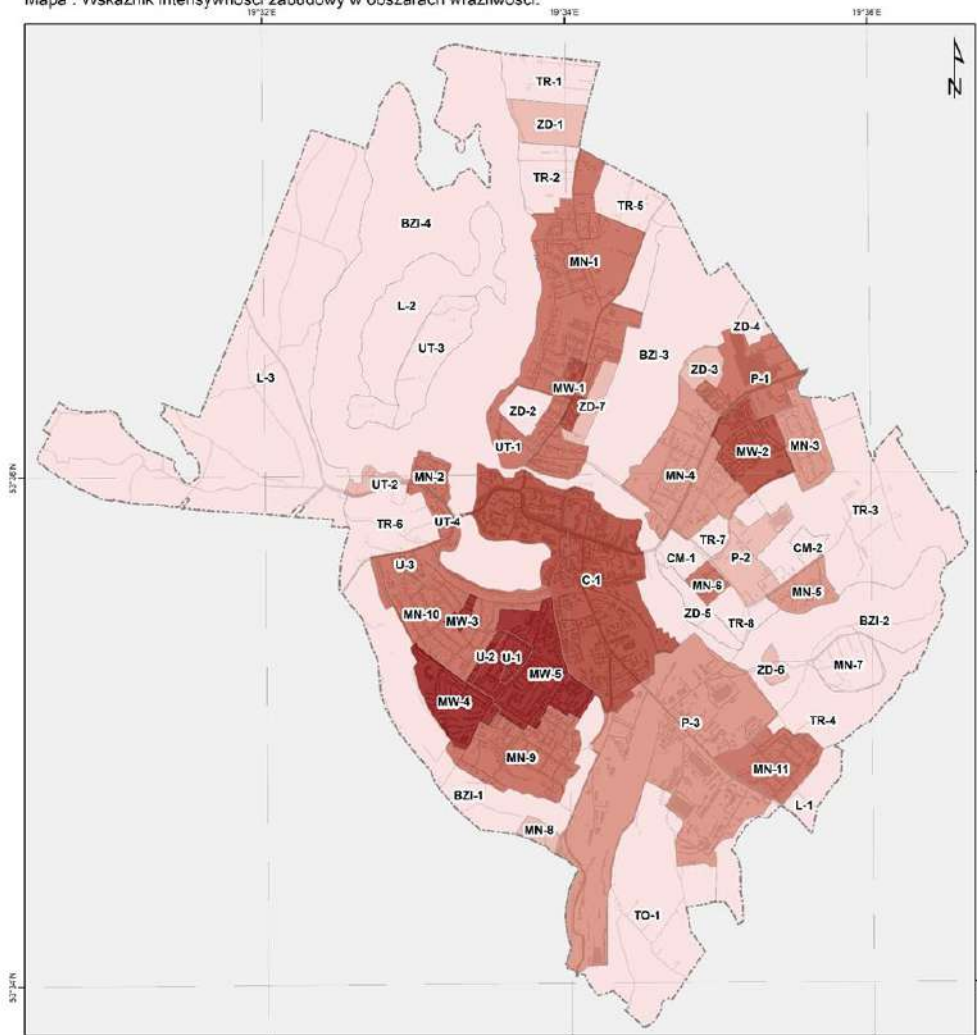 Mapa . Wskaźnik intensywności zabudowy w obszarach wrażliwości.
19°32'E 19°34'E 19°36'E
N
TR-1
ZD-1
TR-2
TR-5
BZI-4
MN-1
L-2
ZD-4
UT-3
BZI-3
ZD-3
L-3
P-1
MW-1
ZD-2
ZD-7
UT-1
MW-2
MN-3
53°36'N
MN-2
MN-4
UT-2
TR-3
TR-6
UT-4
TR-7
CM-2
CM-1
P-2
U-3
C-1
MN-6
MN-5
MN-10
ZD-5
MW-3
TR-8
BZI-2
U-2
U-1
MN-7
MW-5
ZD-6
MW-4
P-3
TR-4
MN-9
MN-11
BZI-1
L-1
MN-8
TO-1
53°34'N